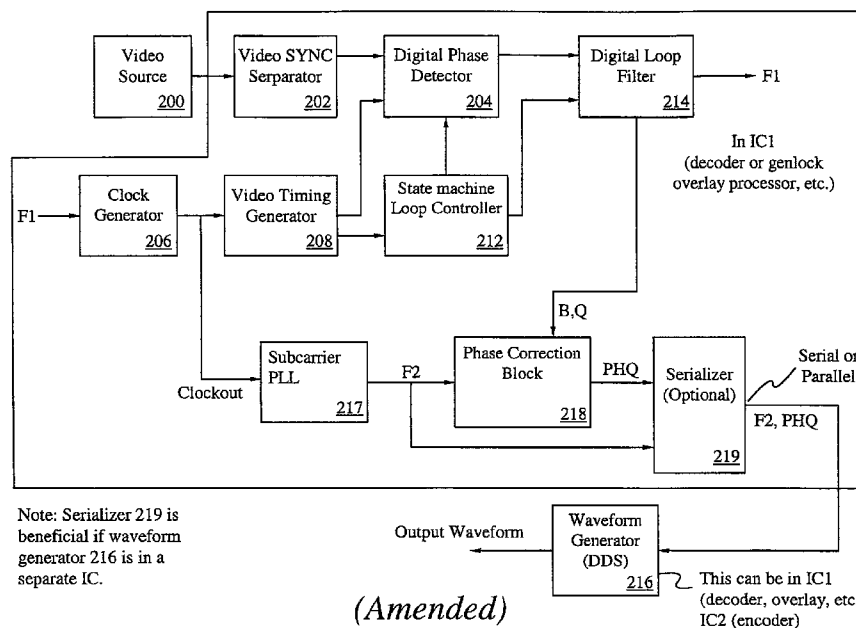 Video
Source
200
Video SYNC
Serparator
202
Digital Phase
Detector
204
Digital Loop
Filter
214
F1
In IC1
(decoder or genlock
overlay processor, etc.)
F1
Clock
Generator
206
Video Timing
Generator
208
State machine
Loop Controller
212
B,Q
Clockout
Subcarrier
PLL
217
F2
Phase Correction
Block
218
PHQ
Serializer
(Optional)
219
Serial or
Parallel
F2, PHQ
Note: Serializer 219 is
beneficial if waveform
generator 216 is in a
separate IC.
Output Waveform
Waveform
Generator
(DDS)
216
This can be in IC1
(decoder, overlay, etc
IC2 (encoder)
(Amended)